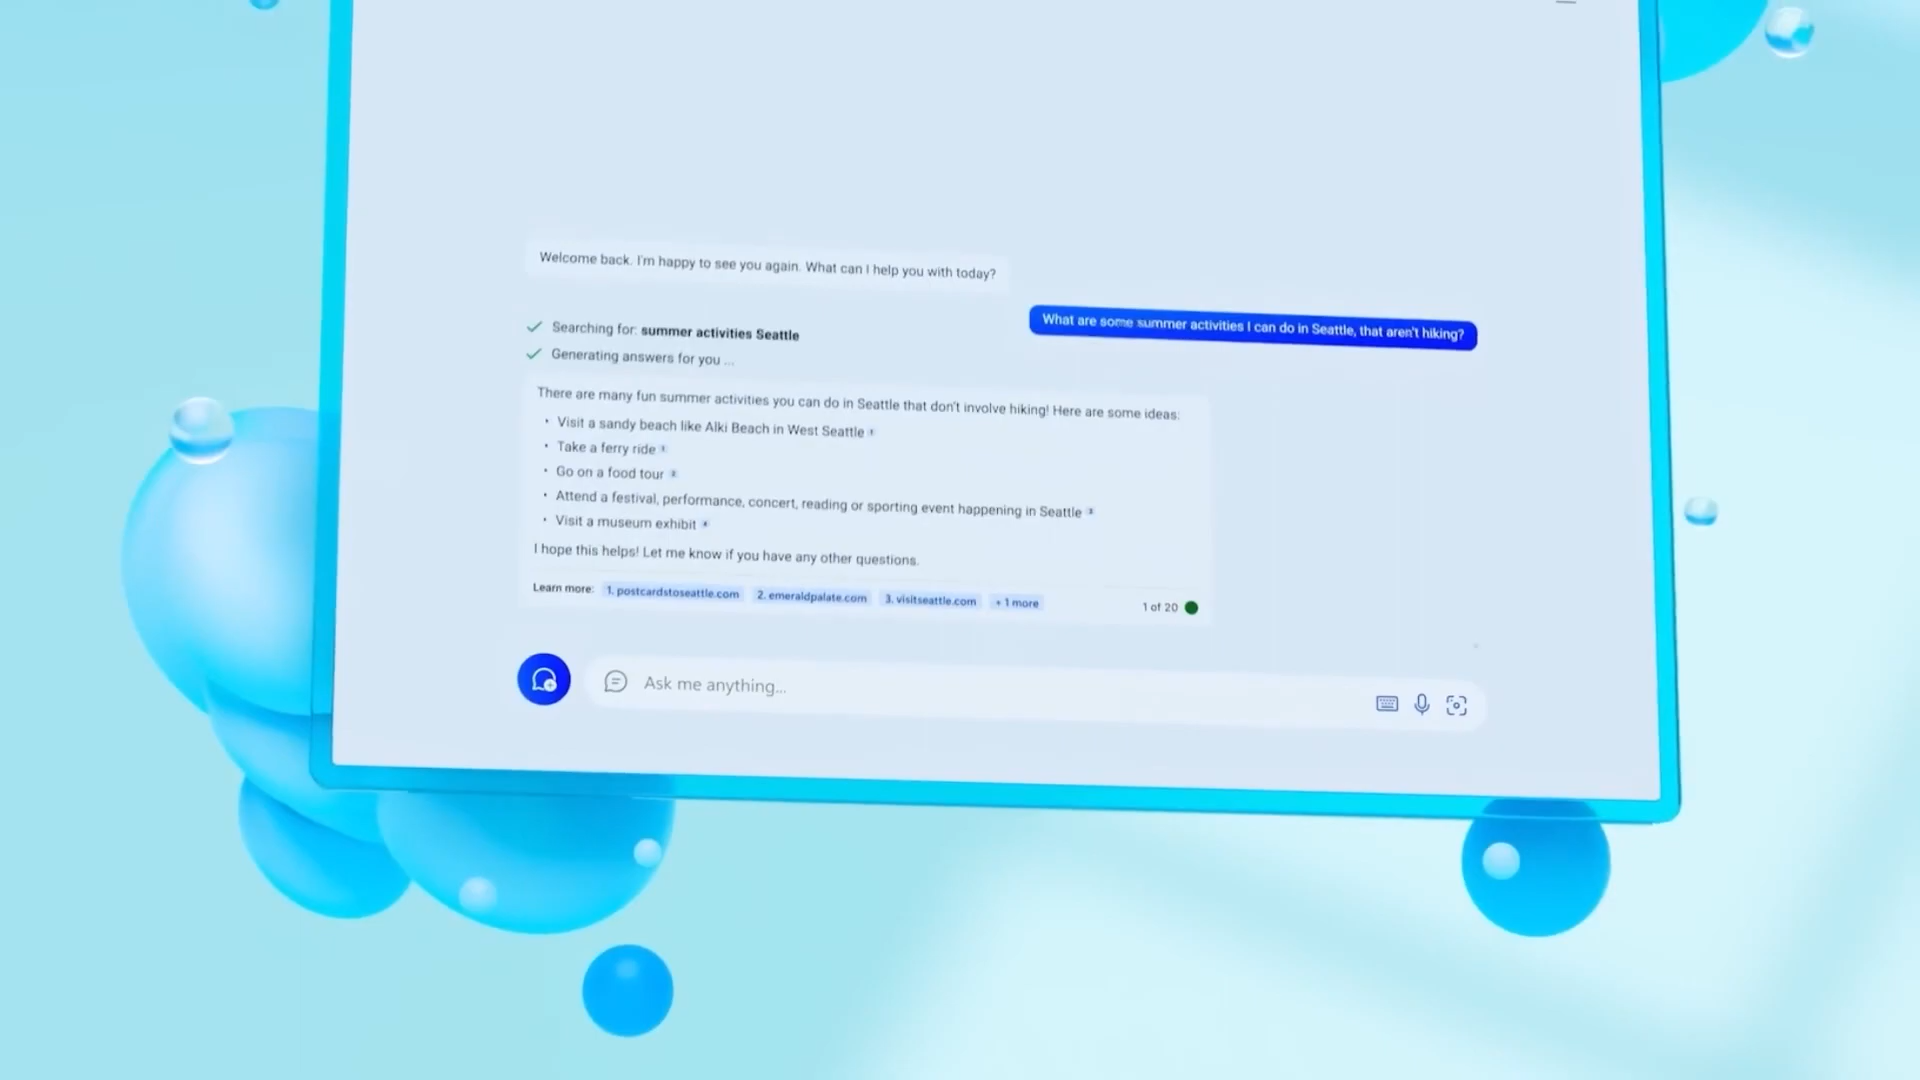 Welcome back. I'm happy to see you again. What can I help you with today?
What are some summer activities I can do in Seattle, that aren't hiking?
Searching for: summer activities Seattle
Generating answers for you ...
There are many fun summer activities you can do in Seattle that don't involve hiking! Here are some ideas:
• Visit a sandy beach like Alki Beach in West Seattle
• Take a ferry ride
• Go on a food tour
• Attend a festival, performance, concert, reading or sporting event happening in Seattle
• Visit a museum exhibit
I hope this helps! Let me know if you have any other questions.
Learn more: 1. postcardstoseattle.com 2. emeraldpalate.com 3. visitseattle.com + 1 more 1 of 20
Ask me anything...